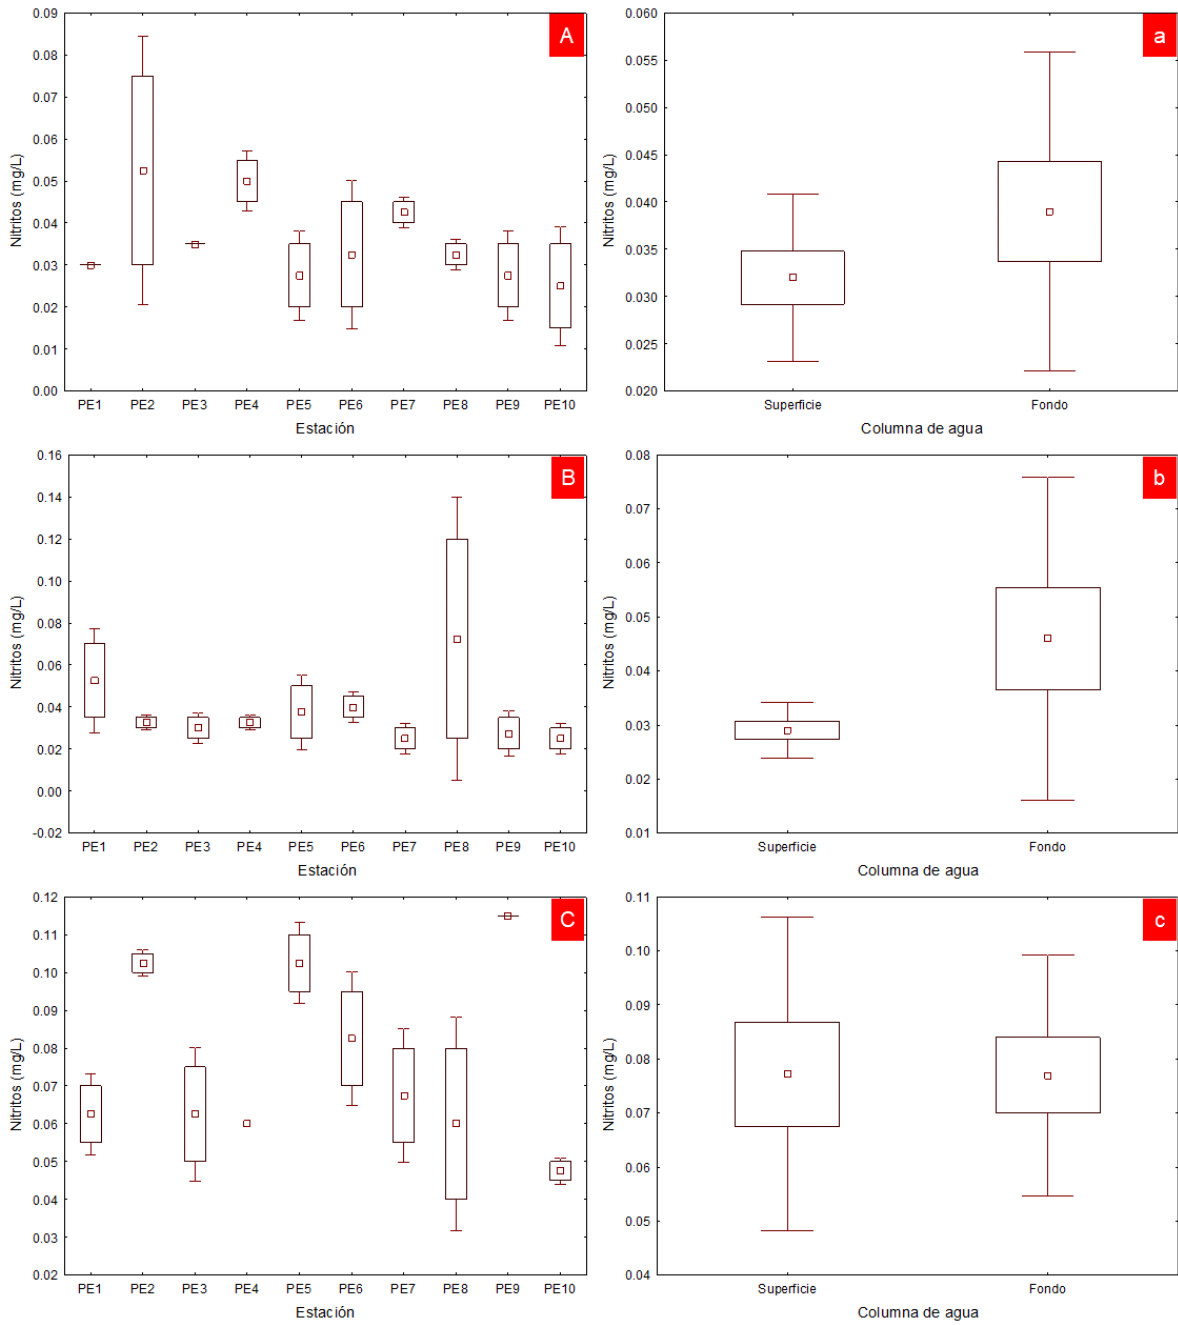 A
Nitritos (mg/L)
0.09
0.08
0.07
0.06
0.05
0.04
0.03
0.02
0.01
0.00
PE1 PE2 PE3 PE4 PE5 PE6 PE7 PE8 PE9 PE10
Estación
a
Nitritos (mg/L)
0.060
0.055
0.050
0.045
0.040
0.035
0.030
0.025
0.020
Superficie Fondo
Columna de agua
B
Nitritos (mg/L)
0.16
0.14
0.12
0.10
0.08
0.06
0.04
0.02
0.00
-0.02
PE1 PE2 PE3 PE4 PE5 PE6 PE7 PE8 PE9 PE10
Estación
b
Nitritos (mg/L)
0.08
0.07
0.06
0.05
0.04
0.03
0.02
0.01
Superficie Fondo
Columna de agua
C
Nitritos (mg/L)
0.12
0.11
0.10
0.09
0.08
0.07
0.06
0.05
0.04
0.03
0.02
PE1 PE2 PE3 PE4 PE5 PE6 PE7 PE8 PE9 PE10
Estación
c
Nitritos (mg/L)
0.11
0.10
0.09
0.08
0.07
0.06
0.05
0.04
Superficie Fondo
Columna de agua